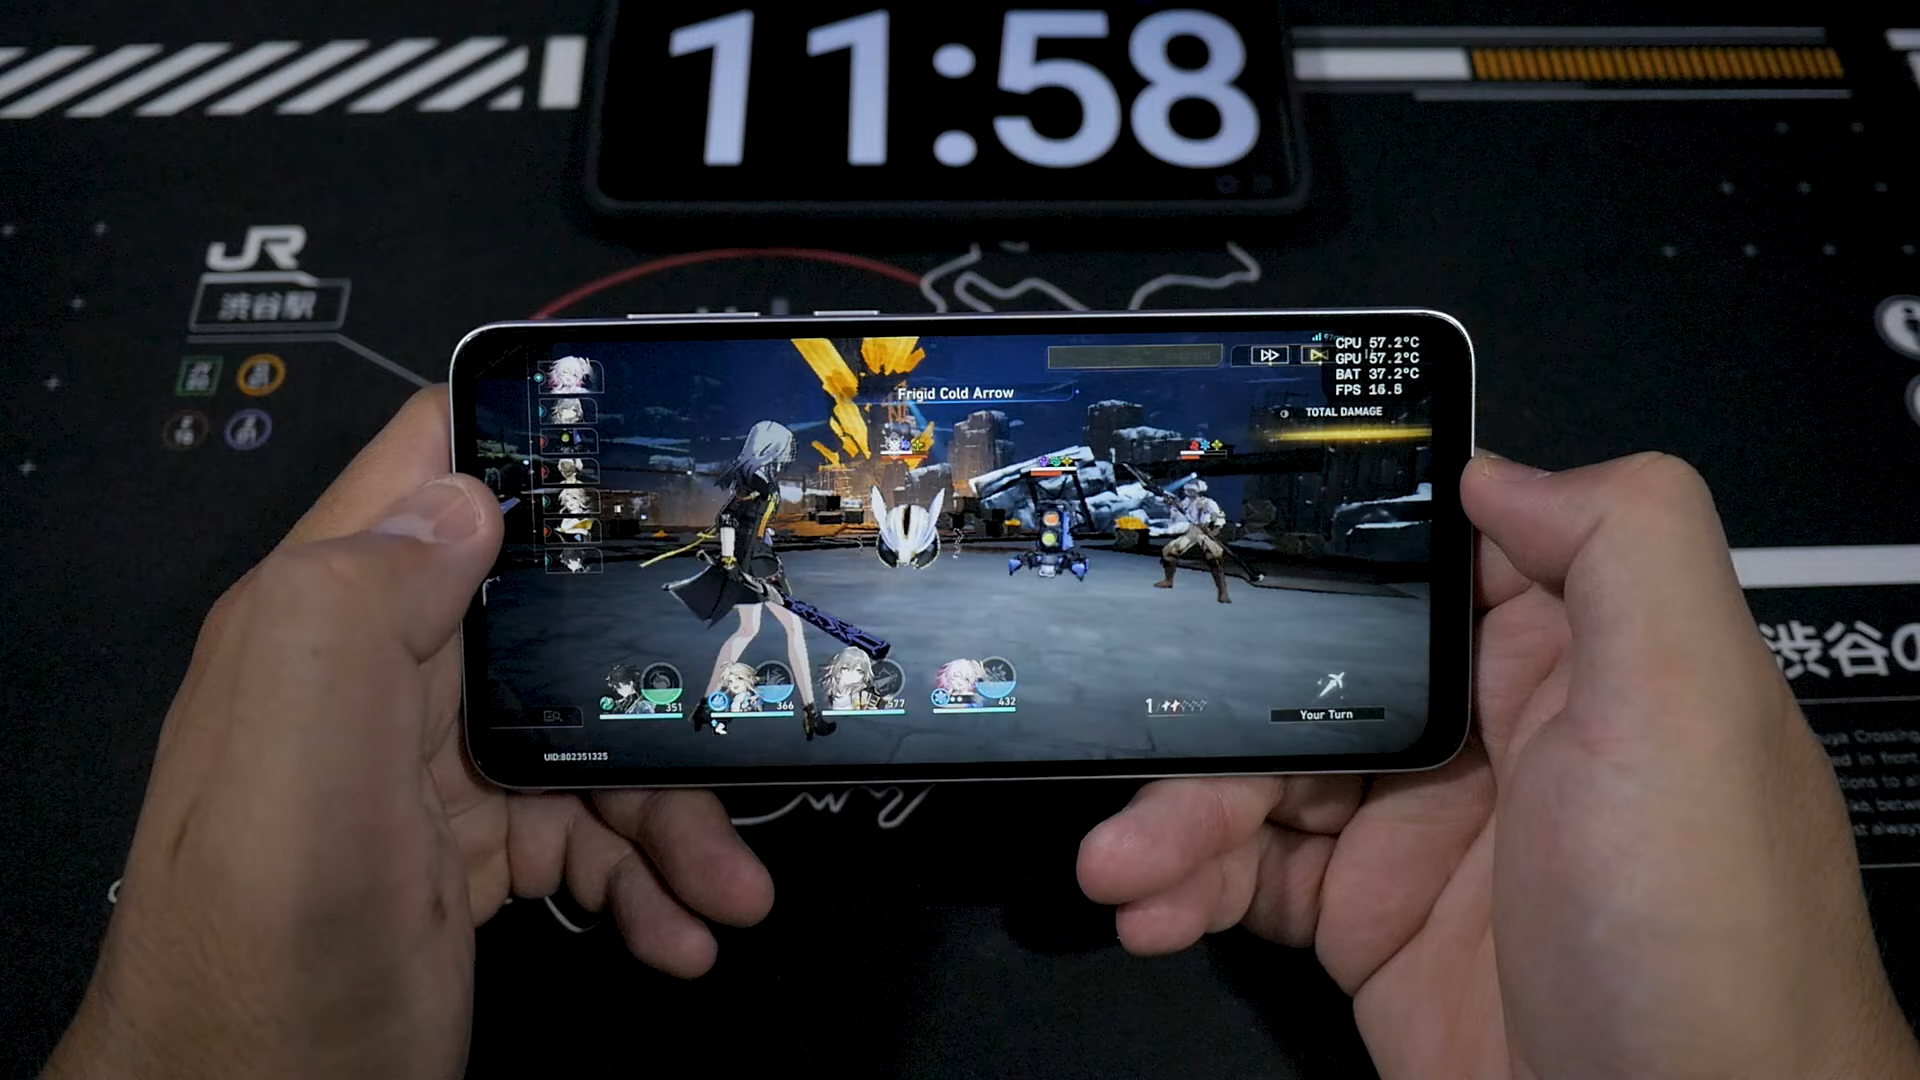 11:58
JR
渋谷駅
CPU 57.2°C
GPU 57.2°C
BAT 37.2°C
FPS 16.8
Frigid Cold Arrow
TOTAL DAMAGE
351
366
577
432
1
Your Turn
UID:802351325
渋谷の